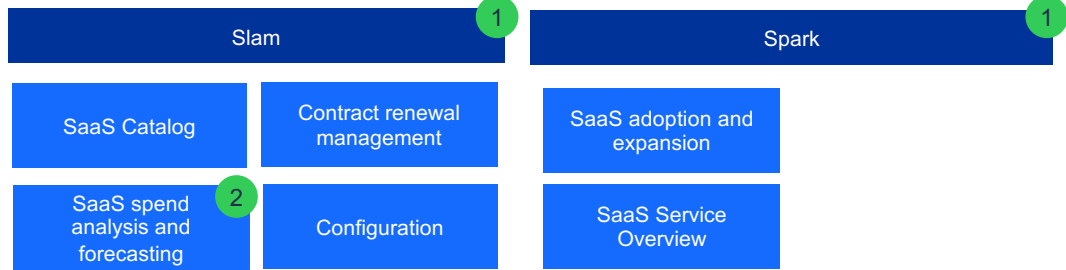 Slam
1
SaaS Catalog
Contract renewal
management
SaaS spend
analysis and
forecasting
2
Configuration
Spark
1
SaaS adoption and
expansion
SaaS Service
Overview